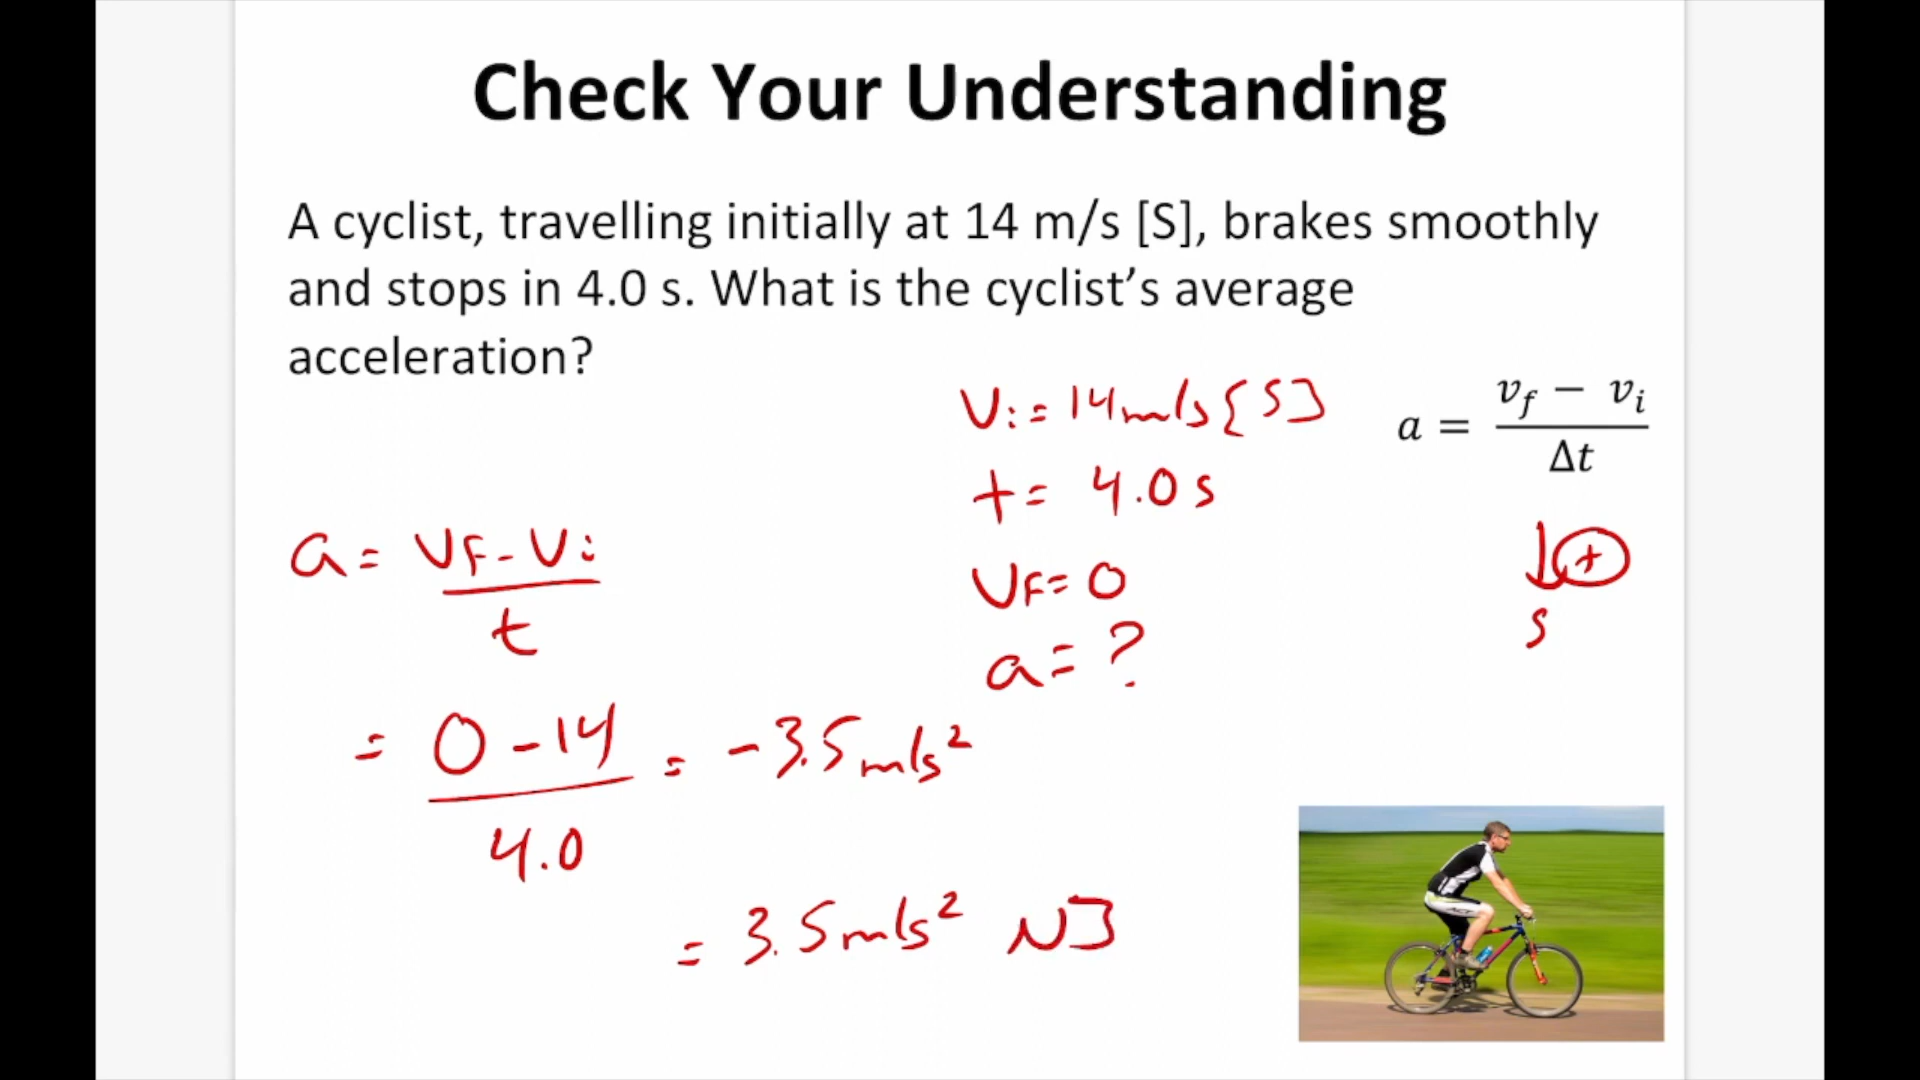 Check Your Understanding
A cyclist, travelling initially at 14 m/s [S], brakes smoothly
and stops in 4.0 s. What is the cyclist’s average
acceleration?
Vi = 14 m/s [S]
a = (v_f − v_i) / Δt
t = 4.0 s
VF = 0
a = ?
↓ +
S
a = (VF - Vi) / t
= (0 - 14) / 4.0 = -3.5 m/s²
= 3.5 m/s² N]